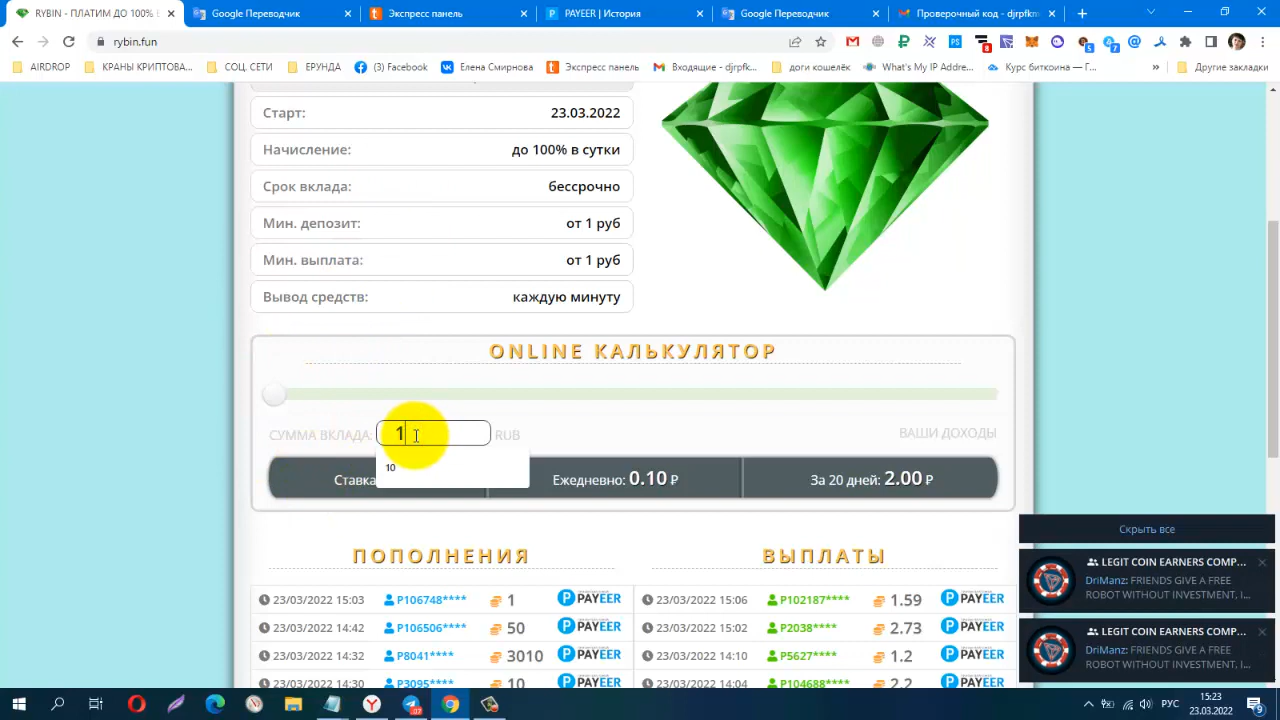 RYBIN - ПЛАТИМ ДО 100% Е
Google Переводчик
Экспресс панель
PAYEER | История
Google Переводчик
Проверочный код - djrpfkm
rybin.fun
AIRDROP
КРАНЫ КРИПТОВА...
СОЦ. СЕТИ
ЕРУНДА
(3) Facebook
Елена Смирнова
Экспресс панель
Входящие - djrpfk...
доги кошелёк
What's My IP Addre...
Курс биткоина — Г...
»
Другие закладки
Старт: 23.03.2022
Начисление: до 100% в сутки
Срок вклада: бессрочно
Мин. депозит: от 1 руб
Мин. выплата: от 1 руб
Вывод средств: каждую минуту
ONLINE КАЛЬКУЛЯТОР
СУММА ВКЛАДА: 1 RUB
ВАШИ ДОХОДЫ
10
Ставка
Ежедневно: 0.10 ₽
За 20 дней: 2.00 ₽
ПОПОЛНЕНИЯ
ВЫПЛАТЫ
23/03/2022 15:03 P106748**** 1 PAYEER
23/03/2022 15:06 P102187**** 1.59 PAYEER
23/03/2022 14:42 P106506**** 50 PAYEER
23/03/2022 15:02 P2038**** 2.73 PAYEER
23/03/2022 14:32 P8041**** 3010 PAYEER
23/03/2022 14:10 P5627**** 1.2 PAYEER
23/03/2022 14:30 P3095**** 10 PAYEER
23/03/2022 14:04 P104688**** 2.2 PAYEER
Скрыть все
LEGIT COIN EARNERS COMP...
DriManz: FRIENDS GIVE A FREE
ROBOT WITHOUT INVESTMENT, I...
LEGIT COIN EARNERS COMP...
DriManz: FRIENDS GIVE A FREE
ROBOT WITHOUT INVESTMENT, I...
РУС
15:23
23.03.2022